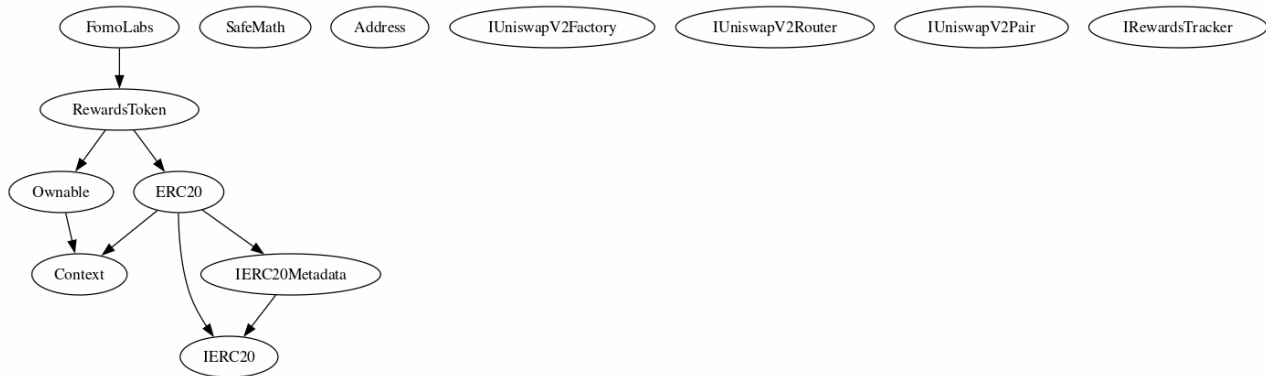 FomoLabs SafeMath Address IUniswapV2Factory IUniswapV2Router IUniswapV2Pair IRewardsTracker
RewardsToken
Ownable ERC20
Context IERC20Metadata
IERC20